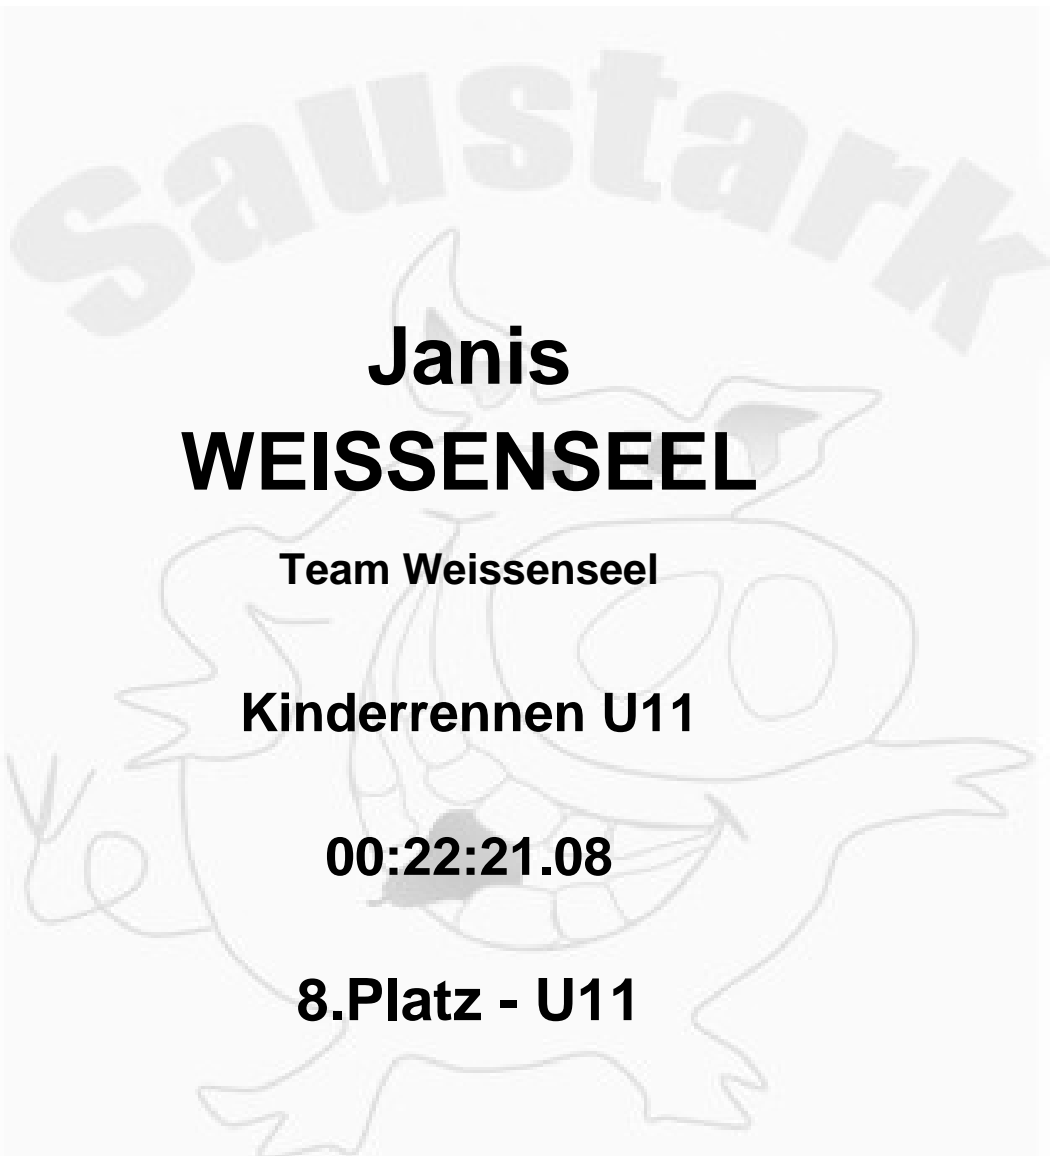 Saustark
Janis
WEISSENSEEL
Team Weissenseel
Kinderrennen U11
00:22:21.08
8.Platz - U11